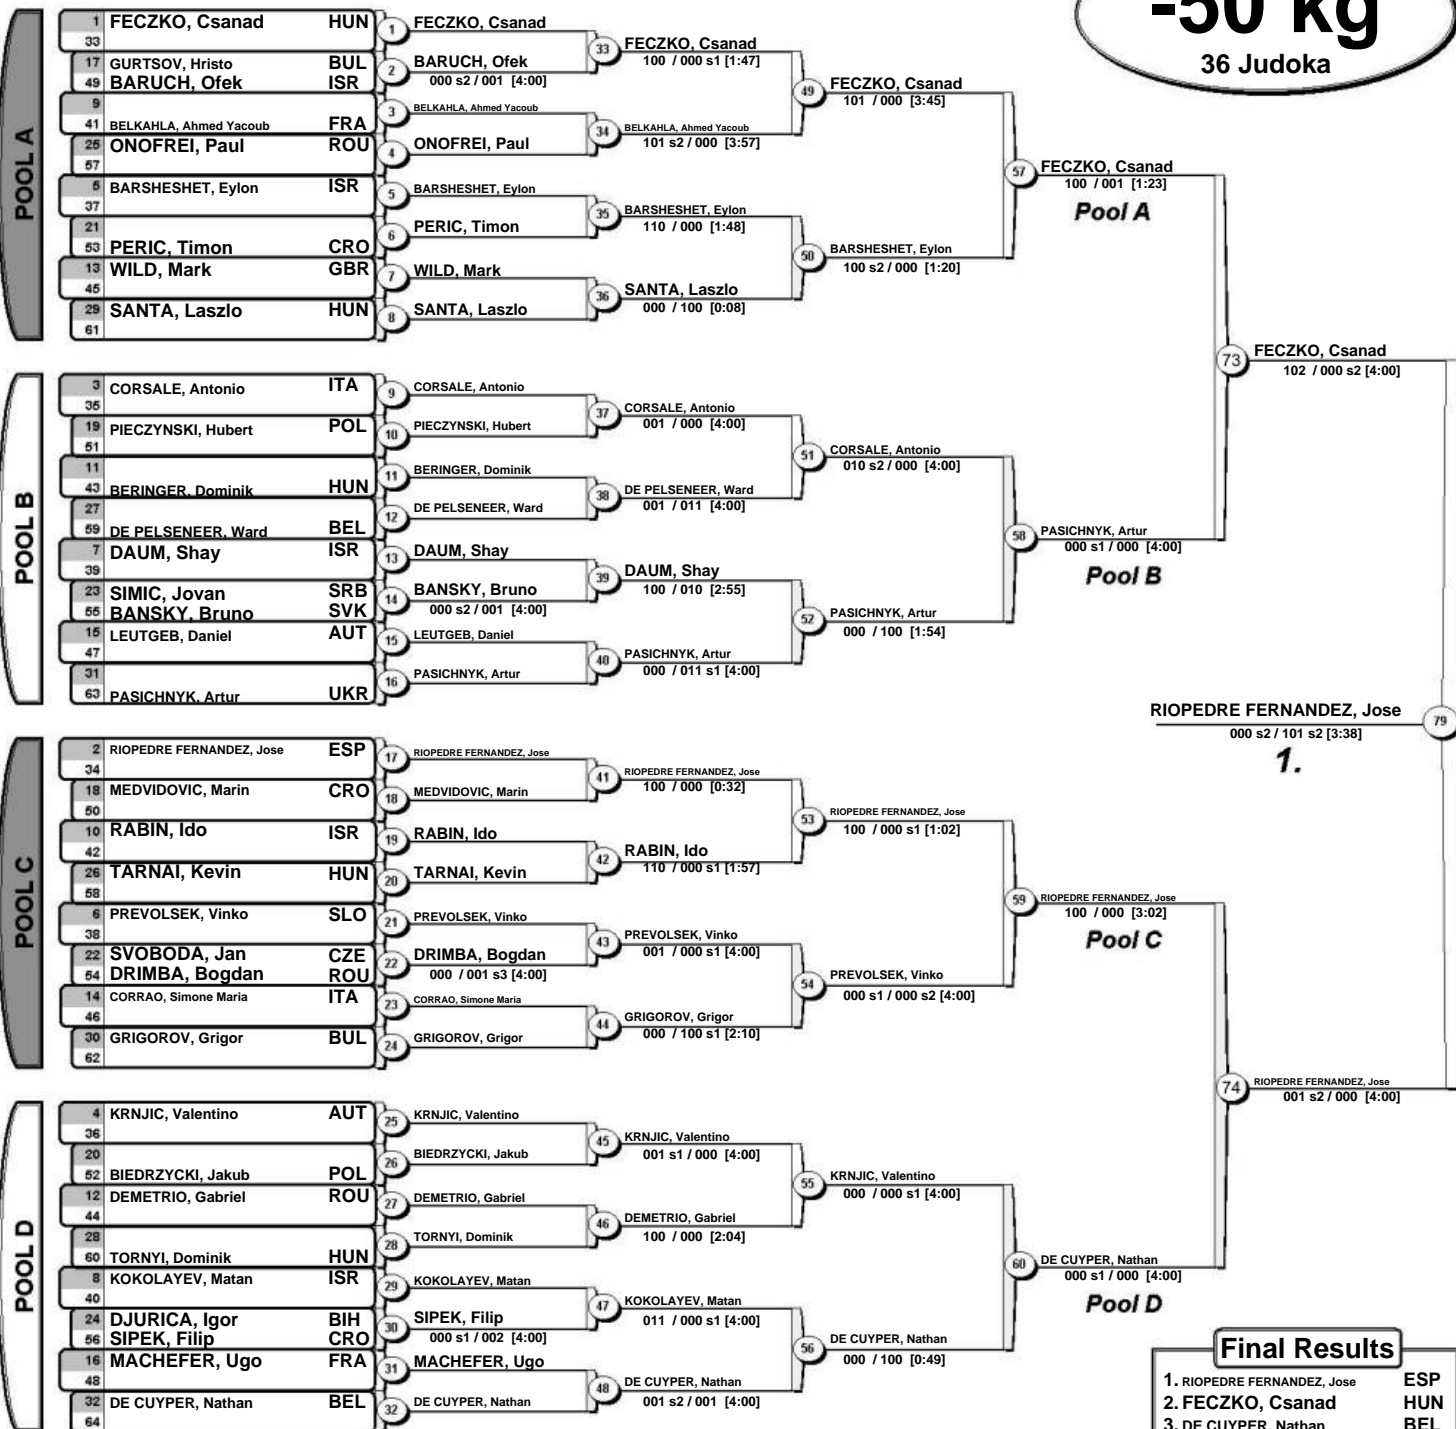 -50 kg
36 Judoka
POOL A
1 FECZKO, Csanad HUN
33
17 GURTSOV, Hristo BUL
49 BARUCH, Ofek ISR
9
41 BELKAHLA, Ahmed Yacoub FRA
25 ONOFREI, Paul ROU
57
5 BARSHESHET, Eylon ISR
37
21
53 PERIC, Timon CRO
13 WILD, Mark GBR
45
29 SANTA, Laszlo HUN
61
1 FECZKO, Csanad
2 BARUCH, Ofek
000 s2 / 001 [4:00]
3 BELKAHLA, Ahmed Yacoub
4 ONOFREI, Paul
5 BARSHESHET, Eylon
6 PERIC, Timon
7 WILD, Mark
8 SANTA, Laszlo
33 FECZKO, Csanad
100 / 000 s1 [1:47]
34 BELKAHLA, Ahmed Yacoub
101 s2 / 000 [3:57]
35 BARSHESHET, Eylon
110 / 000 [1:48]
36 SANTA, Laszlo
000 / 100 [0:08]
49 FECZKO, Csanad
101 / 000 [3:45]
50 BARSHESHET, Eylon
100 s2 / 000 [1:20]
57 FECZKO, Csanad
100 / 001 [1:23]
Pool A
POOL B
3 CORSALE, Antonio ITA
35
19 PIECZYNSKI, Hubert POL
51
11
43 BERINGER, Dominik HUN
27
59 DE PELSENEER, Ward BEL
7 DAUM, Shay ISR
39
23 SIMIC, Jovan SRB
55 BANSKY, Bruno SVK
15 LEUTGEB, Daniel AUT
47
31
63 PASICHNYK, Artur UKR
9 CORSALE, Antonio
10 PIECZYNSKI, Hubert
11 BERINGER, Dominik
12 DE PELSENEER, Ward
13 DAUM, Shay
14 BANSKY, Bruno
000 s2 / 001 [4:00]
15 LEUTGEB, Daniel
16 PASICHNYK, Artur
37 CORSALE, Antonio
001 / 000 [4:00]
38 DE PELSENEER, Ward
001 / 011 [4:00]
39 DAUM, Shay
100 / 010 [2:55]
40 PASICHNYK, Artur
000 / 011 s1 [4:00]
51 CORSALE, Antonio
010 s2 / 000 [4:00]
52 PASICHNYK, Artur
000 / 100 [1:54]
58 PASICHNYK, Artur
000 s1 / 000 [4:00]
Pool B
73 FECZKO, Csanad
102 / 000 s2 [4:00]
RIOPEDRE FERNANDEZ, Jose 79
000 s2 / 101 s2 [3:38]
1.
POOL C
2 RIOPEDRE FERNANDEZ, Jose ESP
34
18 MEDVIDOVIC, Marin CRO
50
10 RABIN, Ido ISR
42
26 TARNAI, Kevin HUN
58
6 PREVOLSEK, Vinko SLO
38
22 SVOBODA, Jan CZE
54 DRIMBA, Bogdan ROU
14 CORRAO, Simone Maria ITA
46
30 GRIGOROV, Grigor BUL
62
17 RIOPEDRE FERNANDEZ, Jose
18 MEDVIDOVIC, Marin
19 RABIN, Ido
20 TARNAI, Kevin
21 PREVOLSEK, Vinko
22 DRIMBA, Bogdan
000 / 001 s3 [4:00]
23 CORRAO, Simone Maria
24 GRIGOROV, Grigor
41 RIOPEDRE FERNANDEZ, Jose
100 / 000 [0:32]
42 RABIN, Ido
110 / 000 s1 [1:57]
43 PREVOLSEK, Vinko
001 / 000 s1 [4:00]
44 GRIGOROV, Grigor
000 / 100 s1 [2:10]
53 RIOPEDRE FERNANDEZ, Jose
100 / 000 s1 [1:02]
54 PREVOLSEK, Vinko
000 s1 / 000 s2 [4:00]
59 RIOPEDRE FERNANDEZ, Jose
100 / 000 [3:02]
Pool C
POOL D
4 KRNJIC, Valentino AUT
36
20
52 BIEDRZYCKI, Jakub POL
12 DEMETRIO, Gabriel ROU
44
28
60 TORNYI, Dominik HUN
8 KOKOLAYEV, Matan ISR
40
24 DJURICA, Igor BIH
56 SIPEK, Filip CRO
16 MACHEFER, Ugo FRA
48
32 DE CUYPER, Nathan BEL
64
25 KRNJIC, Valentino
26 BIEDRZYCKI, Jakub
27 DEMETRIO, Gabriel
28 TORNYI, Dominik
29 KOKOLAYEV, Matan
30 SIPEK, Filip
000 s1 / 002 [4:00]
31 MACHEFER, Ugo
32 DE CUYPER, Nathan
45 KRNJIC, Valentino
001 s1 / 000 [4:00]
46 DEMETRIO, Gabriel
100 / 000 [2:04]
47 KOKOLAYEV, Matan
011 / 000 s1 [4:00]
48 DE CUYPER, Nathan
001 s2 / 001 [4:00]
55 KRNJIC, Valentino
000 / 000 s1 [4:00]
56 DE CUYPER, Nathan
000 / 100 [0:49]
60 DE CUYPER, Nathan
000 s1 / 000 [4:00]
Pool D
74 RIOPEDRE FERNANDEZ, Jose
001 s2 / 000 [4:00]
Final Results
1. RIOPEDRE FERNANDEZ, Jose ESP
2. FECZKO, Csanad HUN
3. DE CUYPER, Nathan BEL